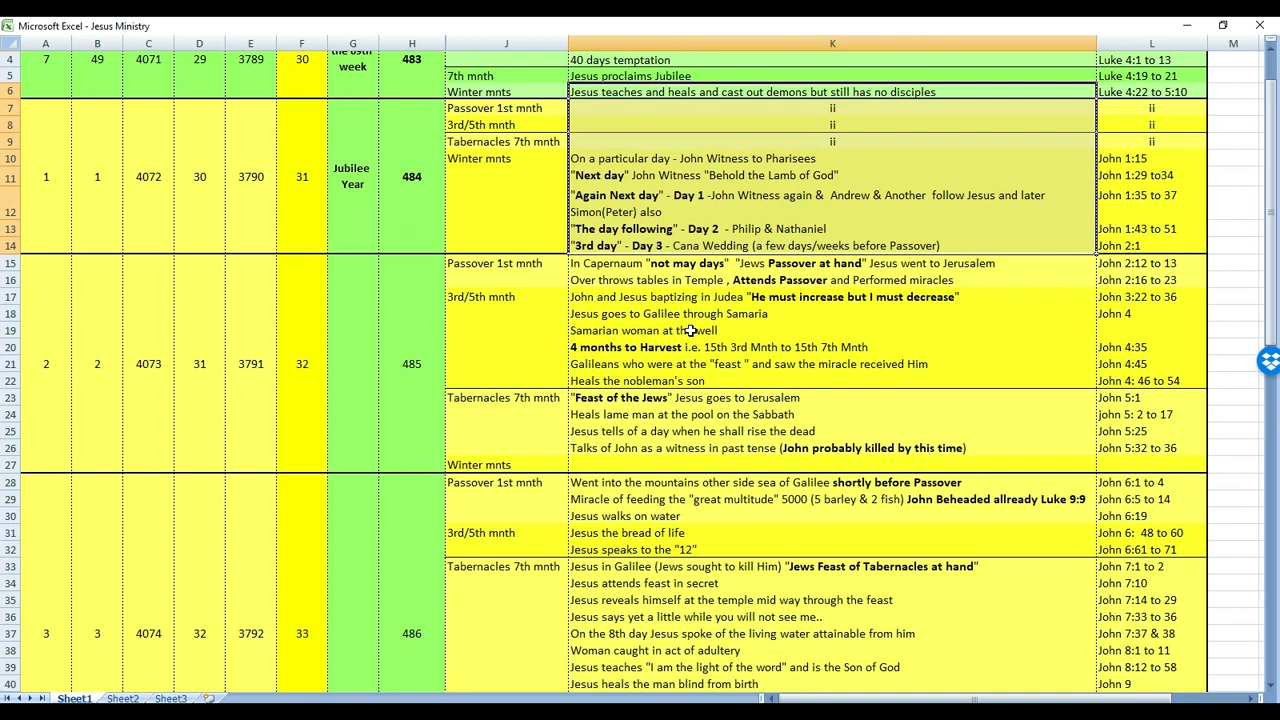 Microsoft Excel - Jesus Ministry
A B C D E F G H J K L M
4 7 49 4071 29 3789 30 the 69th week 483 40 days temptation Luke 4:1 to 13
5 7th mnth Jesus proclaims Jubilee Luke 4:19 to 21
6 Winter mnts Jesus teaches and heals and cast out demons but still has no disciples Luke 4:22 to 5:10
7 Passover 1st mnth ii ii
8 3rd/5th mnth ii ii
9 Tabernacles 7th mnth ii ii
10 Winter mnts On a particular day - John Witness to Pharisees John 1:15
11 1 1 4072 30 3790 31 Jubilee Year 484 "Next day" John Witness "Behold the Lamb of God" John 1:29 to34
"Again Next day" - Day 1 -John Witness again & Andrew & Another follow Jesus and later John 1:35 to 37
12 Simon(Peter) also
13 "The day following" - Day 2 - Philip & Nathaniel John 1:43 to 51
14 "3rd day" - Day 3 - Cana Wedding (a few days/weeks before Passover) John 2:1
15 Passover 1st mnth In Capernaum "not may days" "Jews Passover at hand" Jesus went to Jerusalem John 2:12 to 13
16 Over throws tables in Temple , Attends Passover and Performed miracles John 2:16 to 23
17 3rd/5th mnth John and Jesus baptizing in Judea "He must increase but I must decrease" John 3:22 to 36
18 Jesus goes to Galilee through Samaria John 4
19 Samarian woman at the well
20 4 months to Harvest i.e. 15th 3rd Mnth to 15th 7th Mnth John 4:35
21 2 2 4073 31 3791 32 485 Galileans who were at the "feast " and saw the miracle received Him John 4:45
22 Heals the nobleman's son John 4: 46 to 54
23 Tabernacles 7th mnth "Feast of the Jews" Jesus goes to Jerusalem John 5:1
24 Heals lame man at the pool on the Sabbath john 5: 2 to 17
25 Jesus tells of a day when he shall rise the dead John 5:25
26 Talks of John as a witness in past tense (John probably killed by this time) John 5:32 to 36
27 Winter mnts
28 Passover 1st mnth Went into the mountains other side sea of Galilee shortly before Passover John 6:1 to 4
29 Miracle of feeding the "great multitude" 5000 (5 barley & 2 fish) John Beheaded allready Luke 9:9 John 6:5 to 14
30 Jesus walks on water John 6:19
31 3rd/5th mnth Jesus the bread of life John 6: 48 to 60
32 Jesus speaks to the "12" John 6:61 to 71
33 Tabernacles 7th mnth Jesus in Galilee (Jews sought to kill Him) "Jews Feast of Tabernacles at hand" John 7:1 to 2
34 Jesus attends feast in secret John 7:10
35 Jesus reveals himself at the temple mid way through the feast John 7:14 to 29
36 Jesus says yet a little while you will not see me.. John 7:33 to 36
37 3 3 4074 32 3792 33 486 On the 8th day Jesus spoke of the living water attainable from him John 7:37 & 38
38 Woman caught in act of adultery John 8:1 to 11
39 Jesus teaches "I am the light of the word" and is the Son of God John 8:12 to 58
40 Jesus heals the man blind from birth John 9
Sheet1 Sheet2 Sheet3